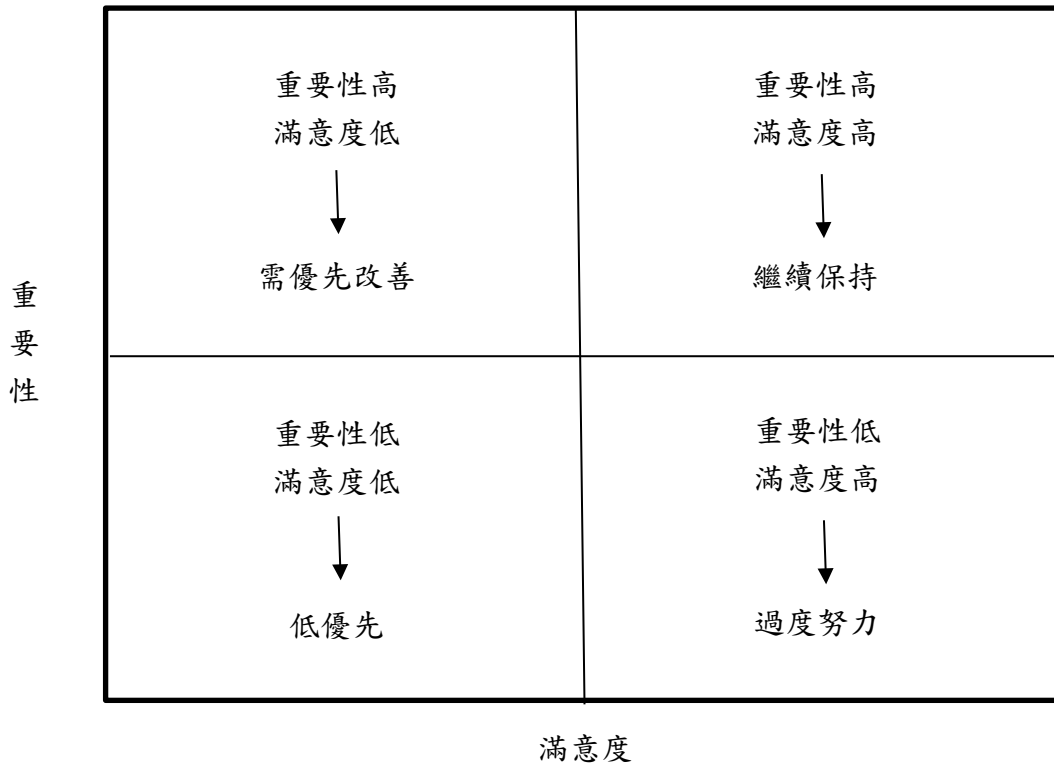 重要性高
滿意度低
需優先改善
重要性高
滿意度高
繼續保持
重
要
性
重要性低
滿意度低
低優先
重要性低
滿意度高
過度努力
滿意度